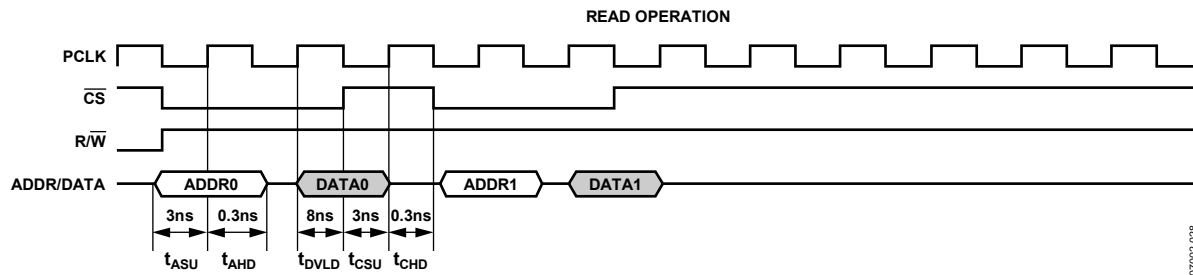 READ OPERATION
PCLK
CS
R/W
ADDR/DATA
ADDR0
DATA0
ADDR1
DATA1
3ns 0.3ns 8ns 3ns 0.3ns
tASU tAHD tDVLD tCSU tCHD